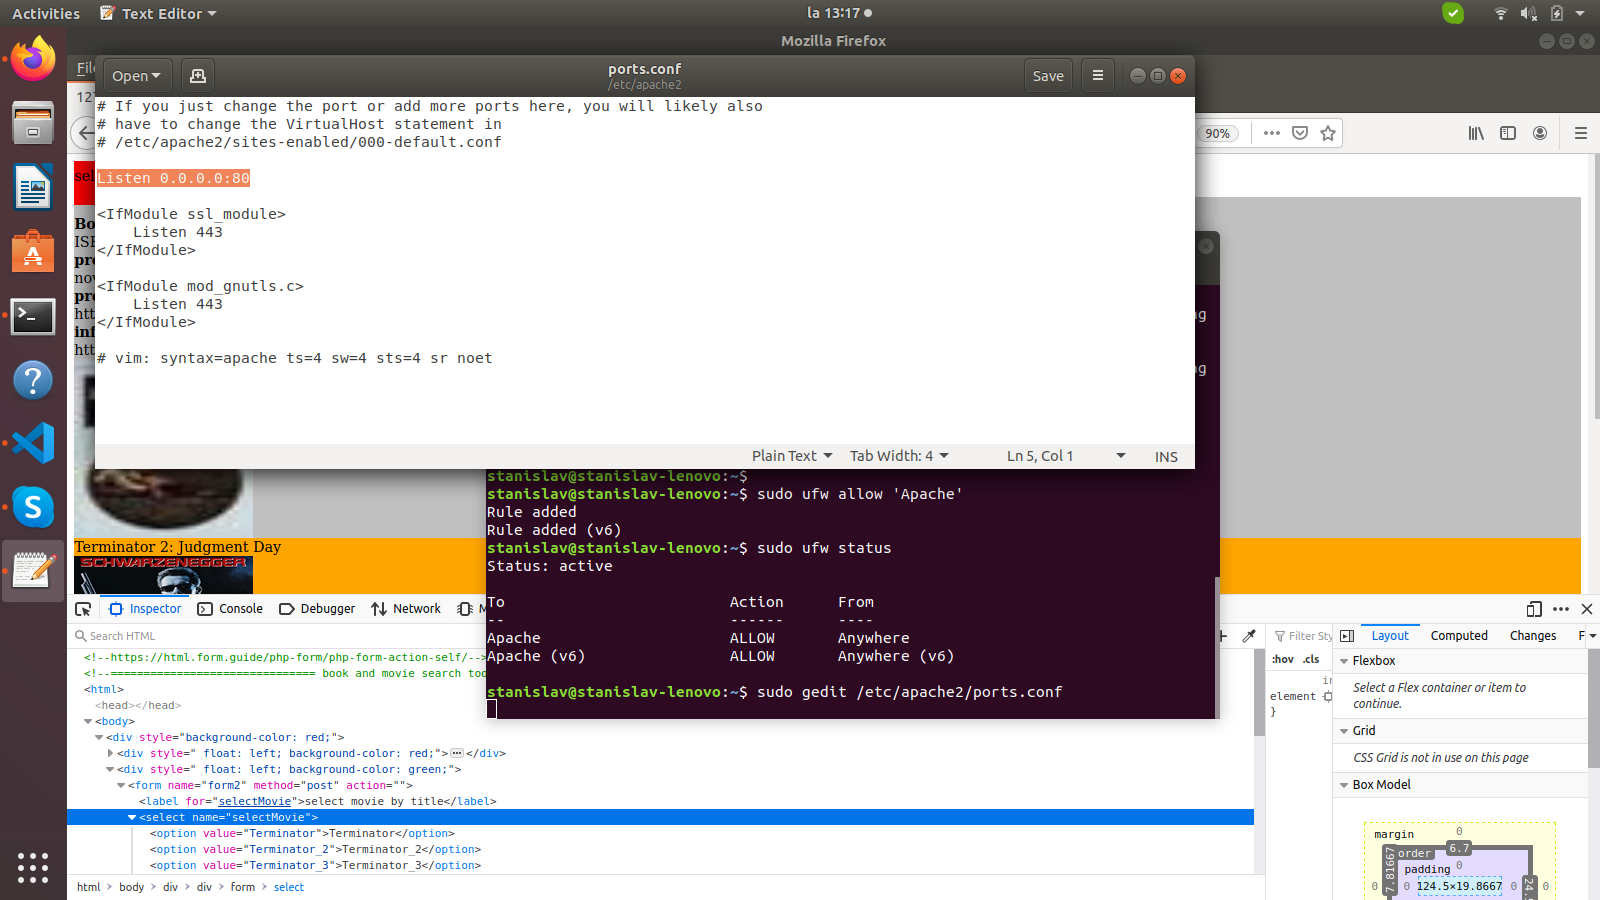 Activities
Text Editor
la 13:17
Mozilla Firefox
Open
ports.conf
/etc/apache2
Save
# If you just change the port or add more ports here, you will likely also
# have to change the VirtualHost statement in
# /etc/apache2/sites-enabled/000-default.conf
Listen 0.0.0.0:80
<IfModule ssl_module>
    Listen 443
</IfModule>
<IfModule mod_gnutls.c>
    Listen 443
</IfModule>
# vim: syntax=apache ts=4 sw=4 sts=4 sr noet
Plain Text
Tab Width: 4
Ln 5, Col 1
INS
90%
stanislav@stanislav-lenovo:~$
stanislav@stanislav-lenovo:~$ sudo ufw allow 'Apache'
Rule added
Rule added (v6)
stanislav@stanislav-lenovo:~$ sudo ufw status
Status: active
To                         Action      From
--                         ------      ----
Apache                     ALLOW       Anywhere
Apache (v6)                ALLOW       Anywhere (v6)
stanislav@stanislav-lenovo:~$ sudo gedit /etc/apache2/ports.conf
Terminator 2: Judgment Day
SCHWARZENEGGER
Inspector
Console
Debugger
Network
Search HTML
<!--https://html.form.guide/php-form/php-form-action-self/-->
<!--=============================== book and movie search too
<html>
<head></head>
<body>
<div style="background-color: red;">
<div style=" float: left; background-color: red;"></div>
<div style=" float: left; background-color: green;">
<form name="form2" method="post" action="">
<label for="selectMovie">select movie by title</label>
<select name="selectMovie">
<option value="Terminator">Terminator</option>
<option value="Terminator_2">Terminator_2</option>
<option value="Terminator_3">Terminator_3</option>
html > body > div > div > form > select
Filter Sty
:hov .cls
element
}
Layout
Computed
Changes
F
Flexbox
Select a Flex container or item to
continue.
Grid
CSS Grid is not in use on this page
Box Model
margin 0
order 6.7
padding 0
0 7.81667 0 124.5×19.8667 0 24. 0